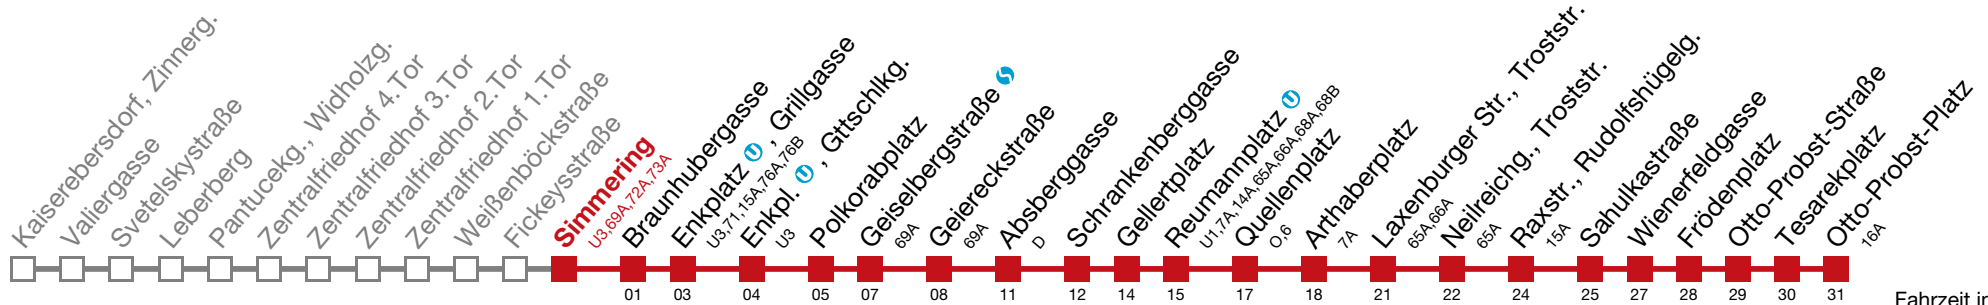 Kaiserebersdorf, Zinnerg.
Valiergasse
Svetelskystraße
Leberberg
Pantucekg., Widholzg.
Zentralfriedhof 4.Tor
Zentralfriedhof 3.Tor
Zentralfriedhof 2.Tor
Zentralfriedhof 1.Tor
Weißenböckstraße
Fickeysstraße
Simmering
U3,69A,72A,73A
Braunhubergasse
Enkplatz U , Grillgasse
U3,71,15A,76A,76B
Enkpl. U , Gttschlkg.
U3
Polkorabplatz
Geiselbergstraße S
69A
Geiereckstraße
69A
Absberggasse
D
Schrankenberggasse
Gellertplatz
Reumannplatz U
U1,7A,14A,65A,66A,68A,68B
Quellenplatz
O,6
Arthaberplatz
7A
Laxenburger Str., Troststr.
65A,66A
Neilreichg., Troststr.
65A
Raxstr., Rudolfshügelg.
15A
Sahulkastraße
Wienerfeldgasse
Frödenplatz
Otto-Probst-Straße
Tesarekplatz
Otto-Probst-Platz
16A
01 03 04 05 07 08 11 12 14 15 17 18 21 22 24 25 27 28 29 30 31
Fahrzeit